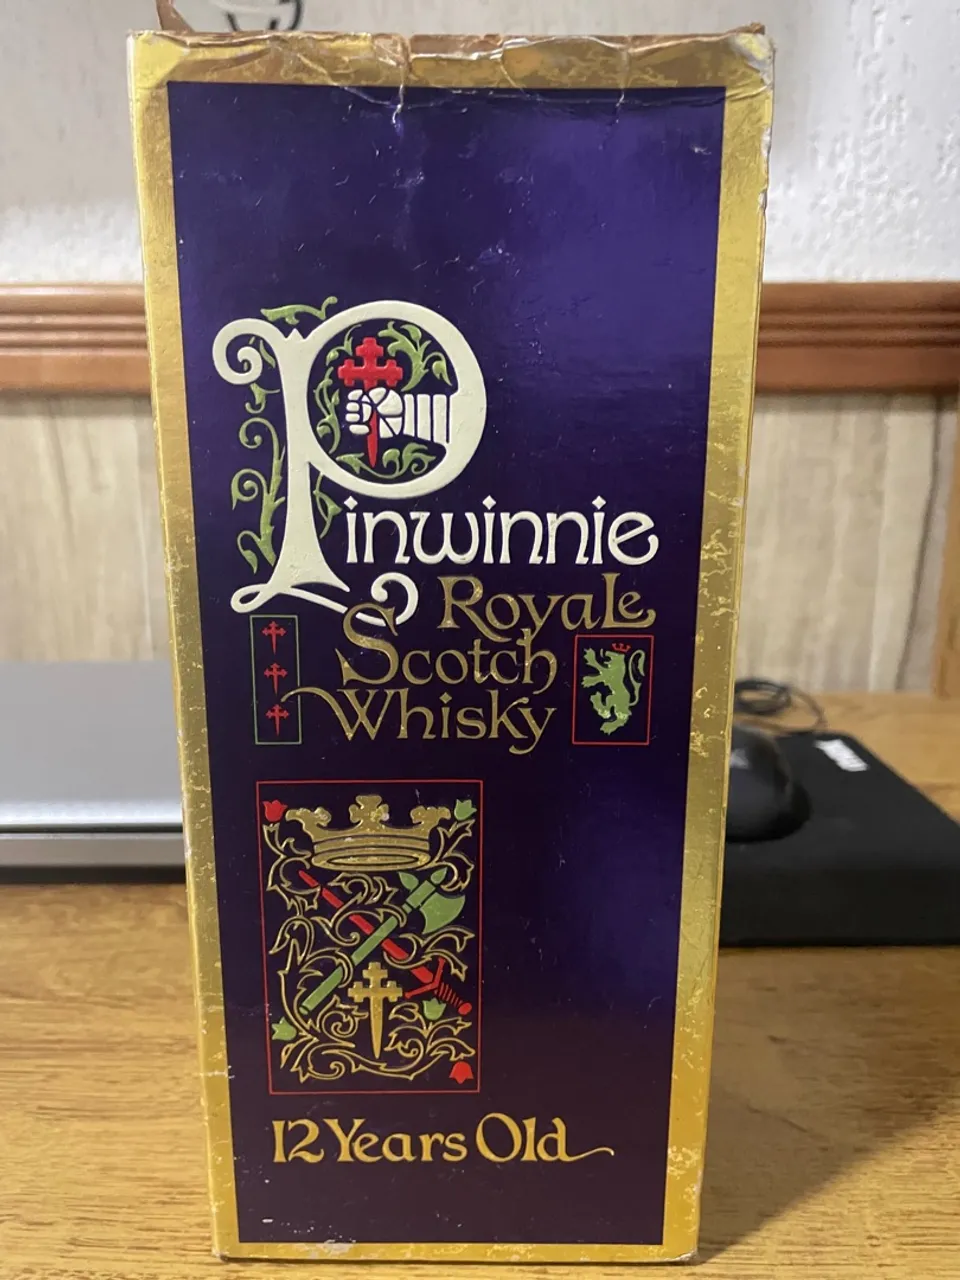 Pinwinnie
Royale
Scotch
Whisky
12 Years Old